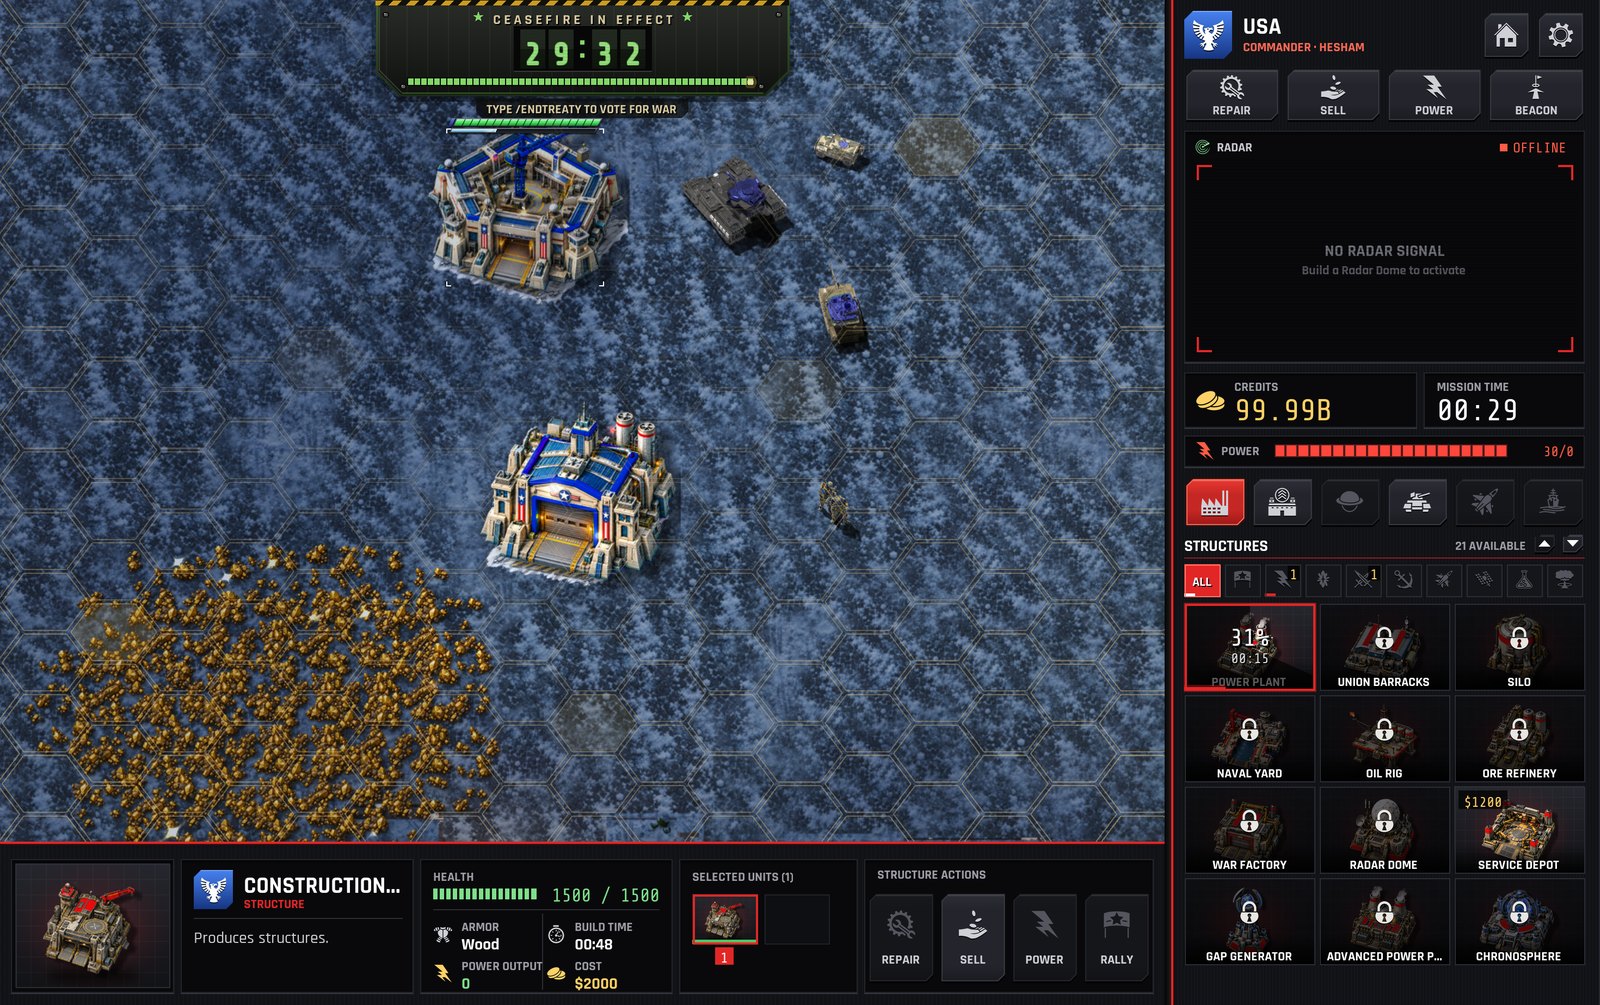 ★ CEASEFIRE IN EFFECT ★
29:32
TYPE /ENDTREATY TO VOTE FOR WAR
USA
COMMANDER · HESHAM
REPAIR
SELL
POWER
BEACON
RADAR
OFFLINE
NO RADAR SIGNAL
Build a Radar Dome to activate
CREDITS
99.99B
MISSION TIME
00:29
POWER
30/0
STRUCTURES
21 AVAILABLE
ALL
1
1
31%
00:15
POWER PLANT
UNION BARRACKS
SILO
NAVAL YARD
OIL RIG
ORE REFINERY
WAR FACTORY
RADAR DOME
$1200
SERVICE DEPOT
GAP GENERATOR
ADVANCED POWER P...
CHRONOSPHERE
CONSTRUCTION...
STRUCTURE
Produces structures.
HEALTH
1500 / 1500
ARMOR
Wood
BUILD TIME
00:48
POWER OUTPUT
0
COST
$2000
SELECTED UNITS (1)
1
STRUCTURE ACTIONS
REPAIR
SELL
POWER
RALLY